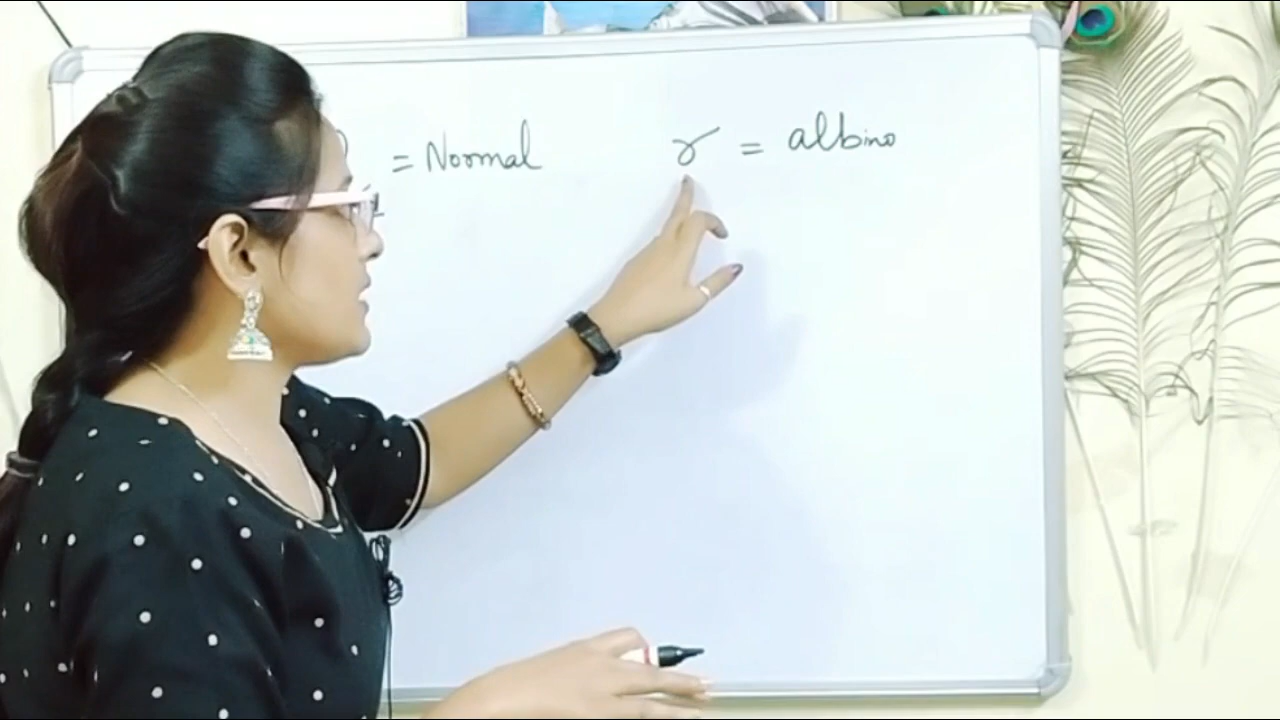 = Normal r = albino